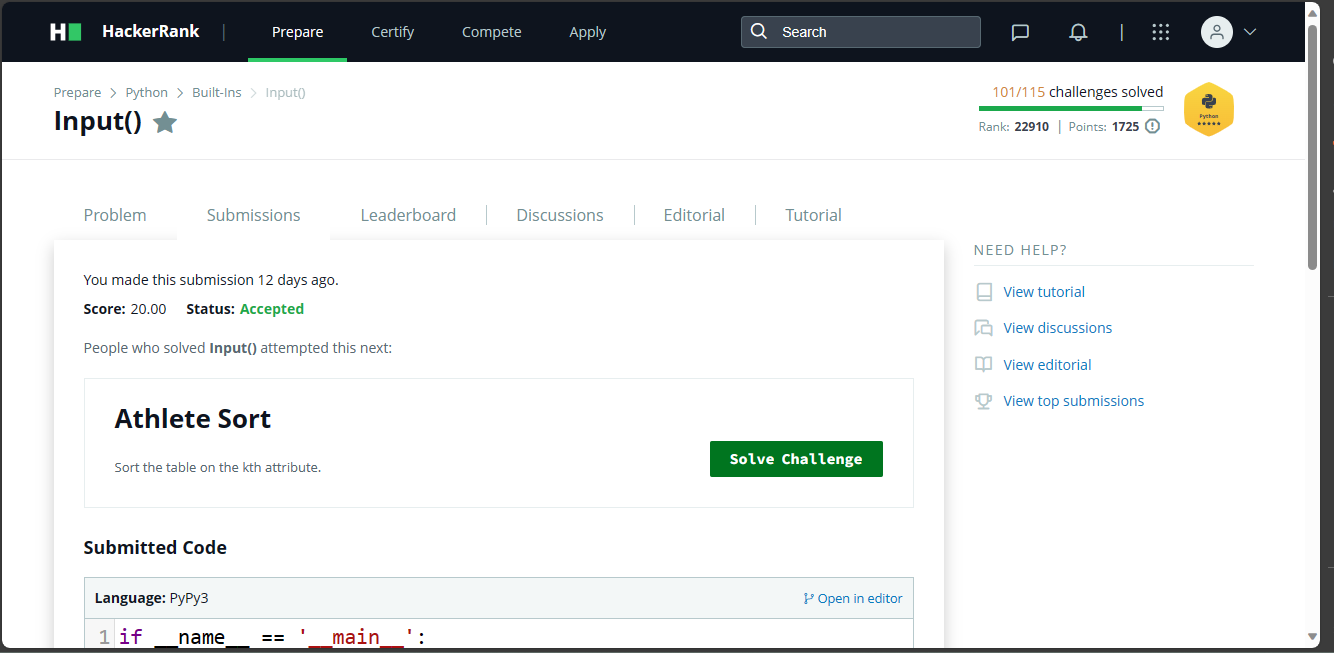 HackerRank | Prepare Certify Compete Apply Search |
Prepare > Python > Built-Ins > Input()
Input()
101/115 challenges solved
Rank: 22910 | Points: 1725
Python
Problem Submissions Leaderboard Discussions Editorial Tutorial
NEED HELP?
View tutorial
View discussions
View editorial
View top submissions
You made this submission 12 days ago.
Score: 20.00 Status: Accepted
People who solved Input() attempted this next:
Athlete Sort
Sort the table on the kth attribute.
Solve Challenge
Submitted Code
Language: PyPy3
Open in editor
1 if __name__ == '__main__':